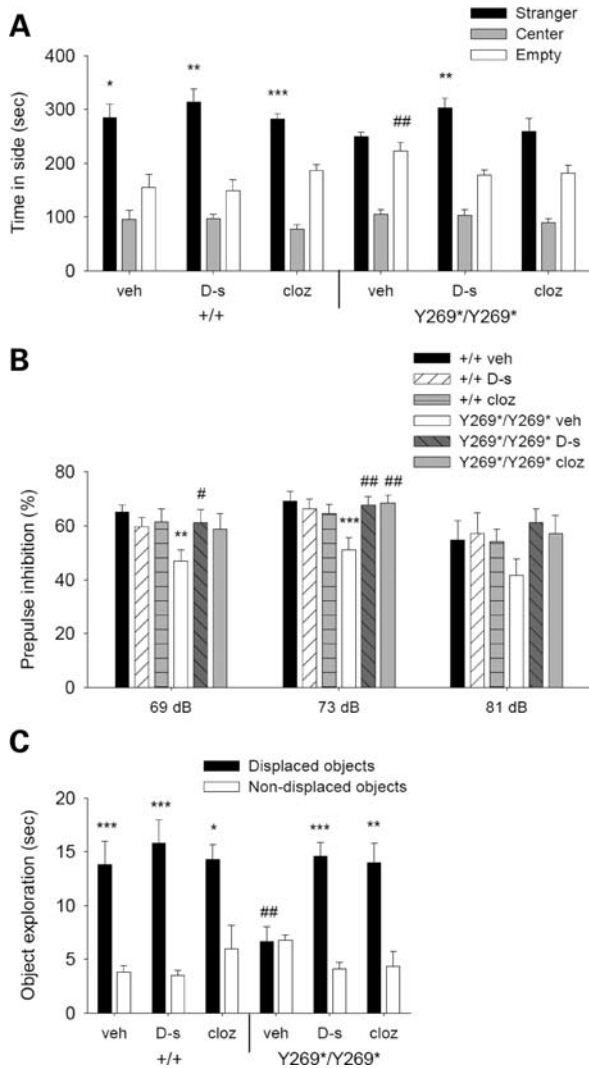 A
Stranger
Center
Empty
Time in side (sec)
400
300
200
100
0
* ** *** ## **
veh D-s cloz veh D-s cloz
+/+ Y269*/Y269*
B
+/+ veh
+/+ D-s
+/+ cloz
Y269*/Y269* veh
Y269*/Y269* D-s
Y269*/Y269* cloz
Prepulse inhibition (%)
80
60
40
20
0
** # *** ## ##
69 dB 73 dB 81 dB
C
Displaced objects
Non-displaced objects
Object exploration (sec)
20
15
10
5
0
*** *** * ## *** **
veh D-s cloz veh D-s cloz
+/+ Y269*/Y269*